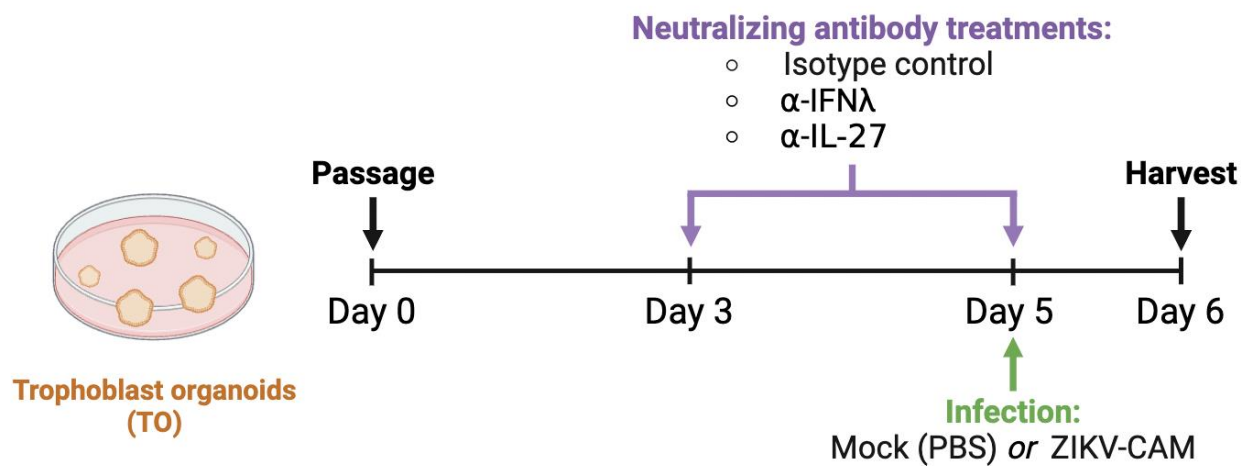 Neutralizing antibody treatments:
Isotype control
α-IFNλ
α-IL-27
Passage
Harvest
Day 0
Day 3
Day 5
Day 6
Trophoblast organoids
(TO)
Infection:
Mock (PBS) or ZIKV-CAM